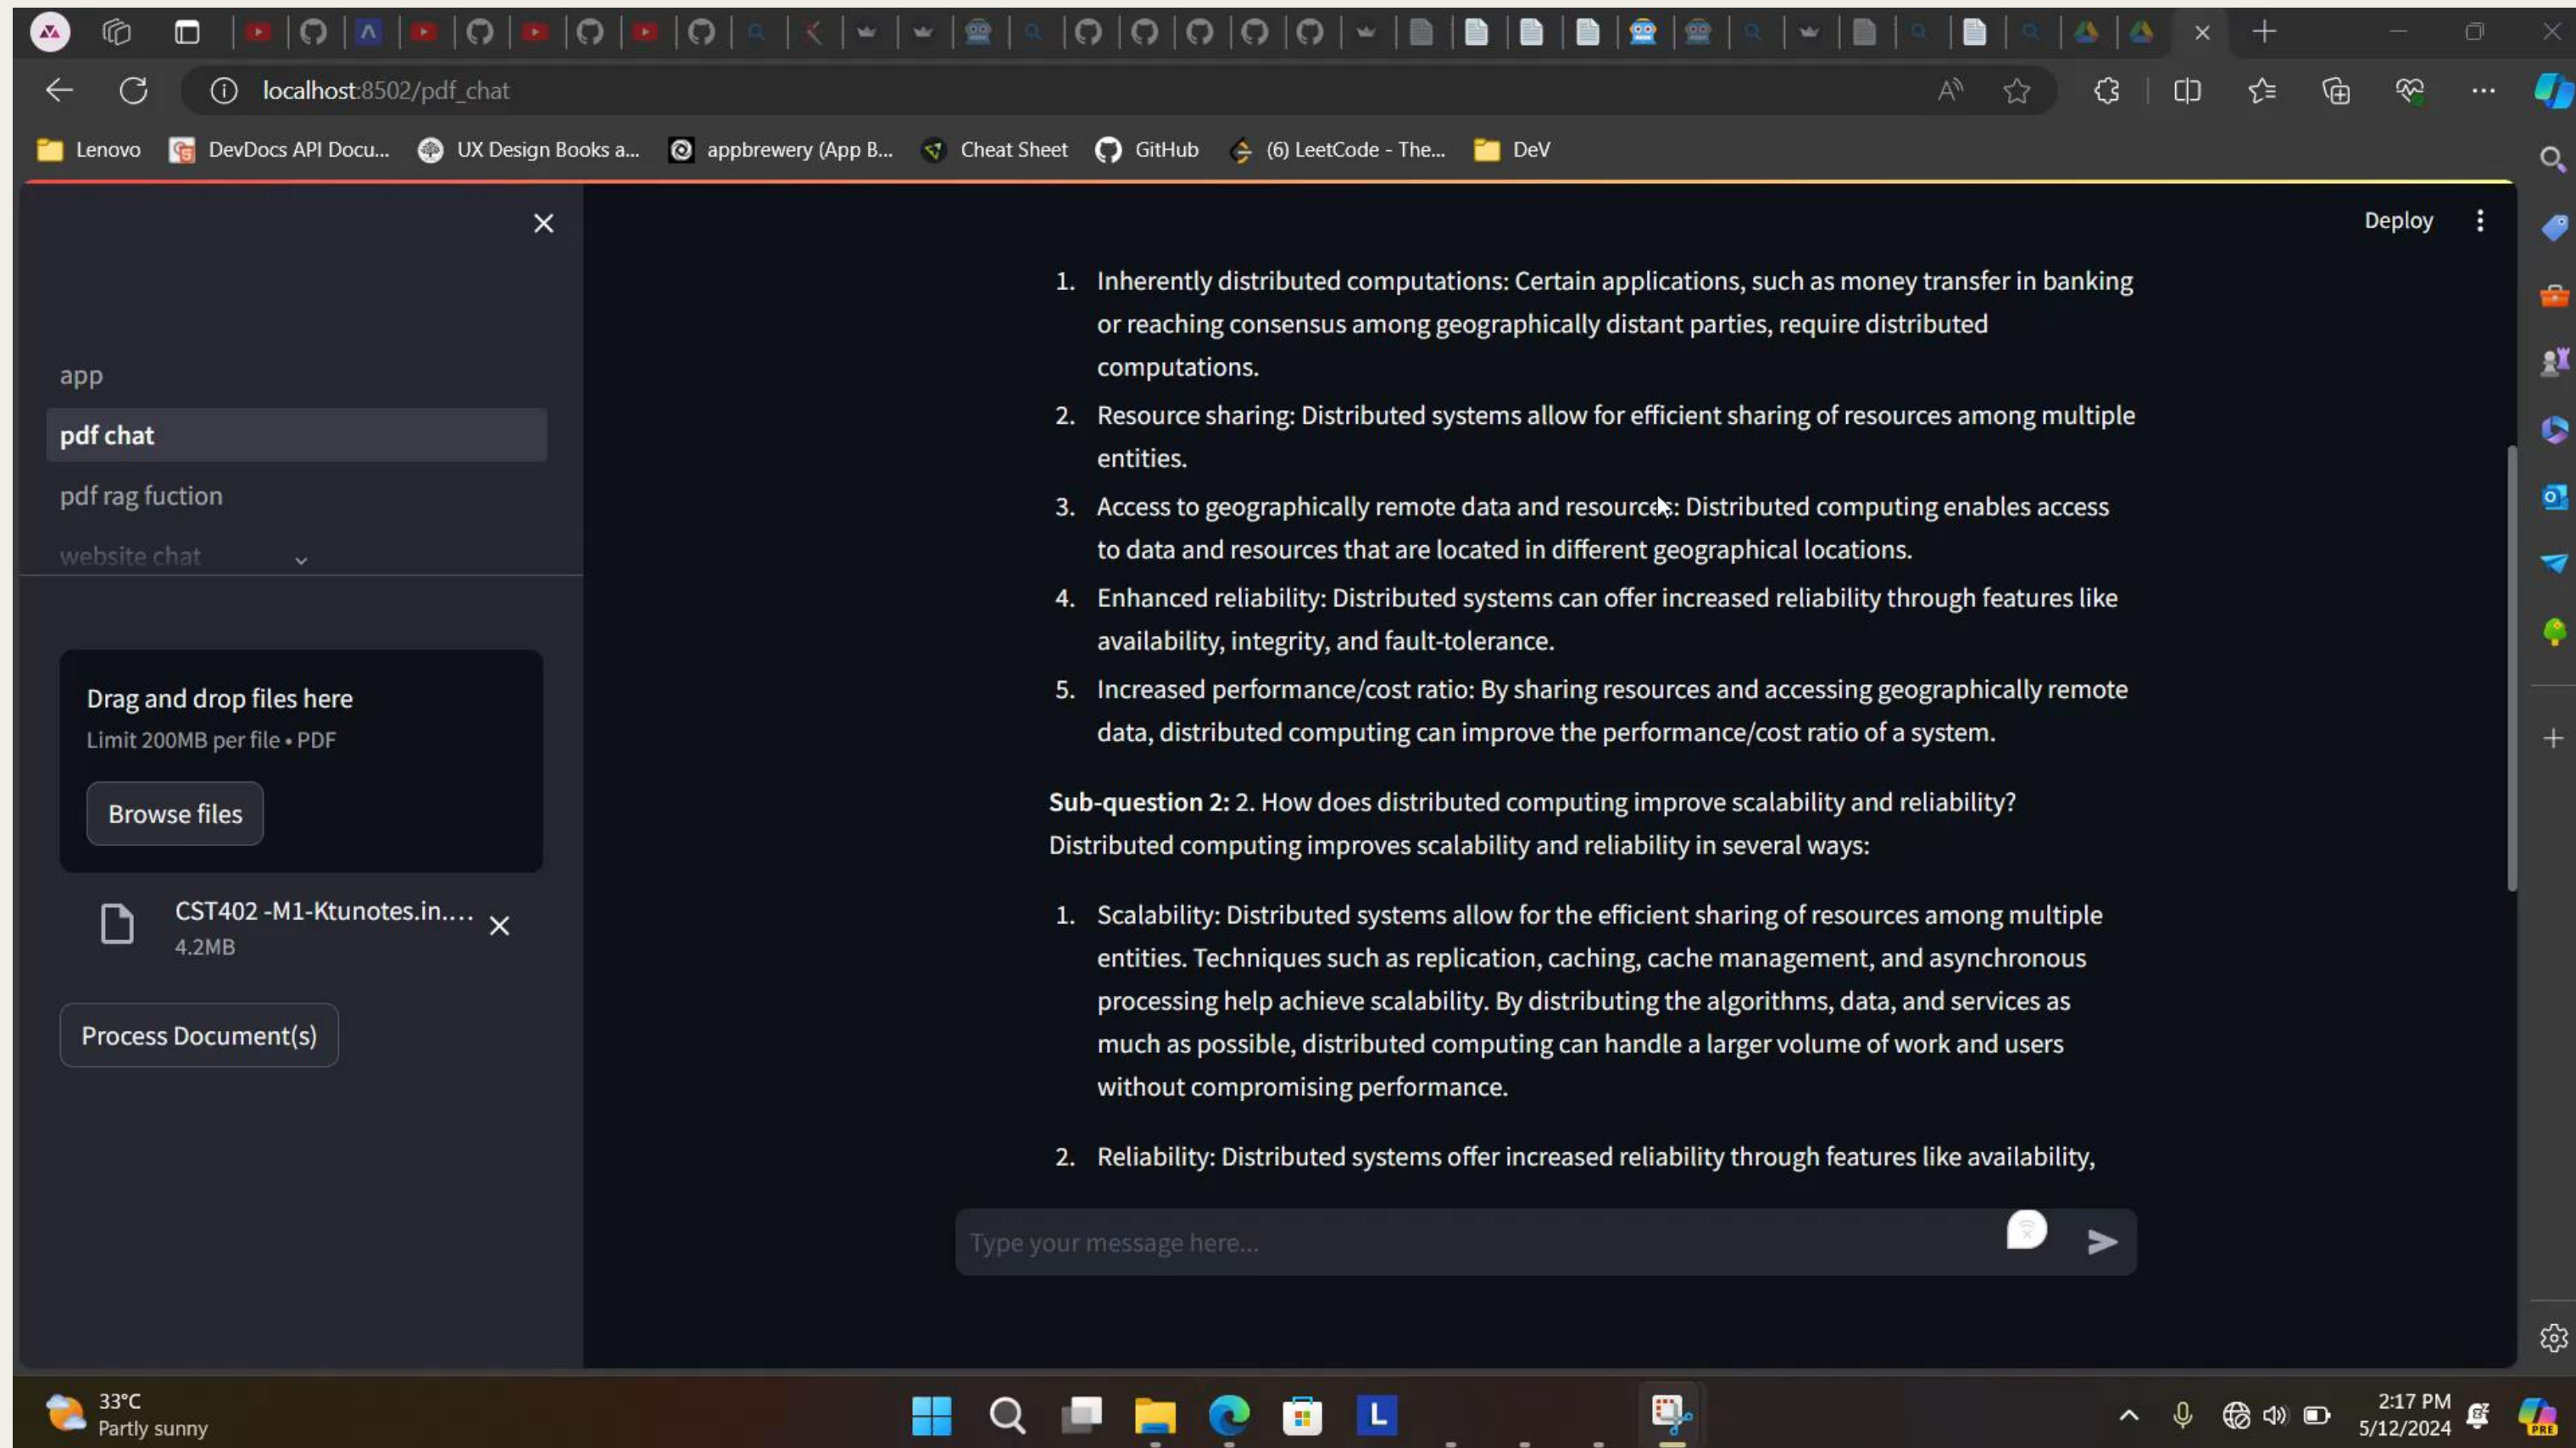 localhost:8502/pdf_chat
Lenovo
DevDocs API Docu...
UX Design Books a...
appbrewery (App B...
Cheat Sheet
GitHub
(6) LeetCode - The...
DeV
Deploy
app
pdf chat
pdf rag fuction
website chat
Drag and drop files here
Limit 200MB per file • PDF
Browse files
CST402 -M1-Ktunotes.in....
4.2MB
Process Document(s)
1. Inherently distributed computations: Certain applications, such as money transfer in banking
or reaching consensus among geographically distant parties, require distributed
computations.
2. Resource sharing: Distributed systems allow for efficient sharing of resources among multiple
entities.
3. Access to geographically remote data and resources: Distributed computing enables access
to data and resources that are located in different geographical locations.
4. Enhanced reliability: Distributed systems can offer increased reliability through features like
availability, integrity, and fault-tolerance.
5. Increased performance/cost ratio: By sharing resources and accessing geographically remote
data, distributed computing can improve the performance/cost ratio of a system.
Sub-question 2: 2. How does distributed computing improve scalability and reliability?
Distributed computing improves scalability and reliability in several ways:
1. Scalability: Distributed systems allow for the efficient sharing of resources among multiple
entities. Techniques such as replication, caching, cache management, and asynchronous
processing help achieve scalability. By distributing the algorithms, data, and services as
much as possible, distributed computing can handle a larger volume of work and users
without compromising performance.
2. Reliability: Distributed systems offer increased reliability through features like availability,
Type your message here...
33°C
Partly sunny
L
2:17 PM
5/12/2024
PRE